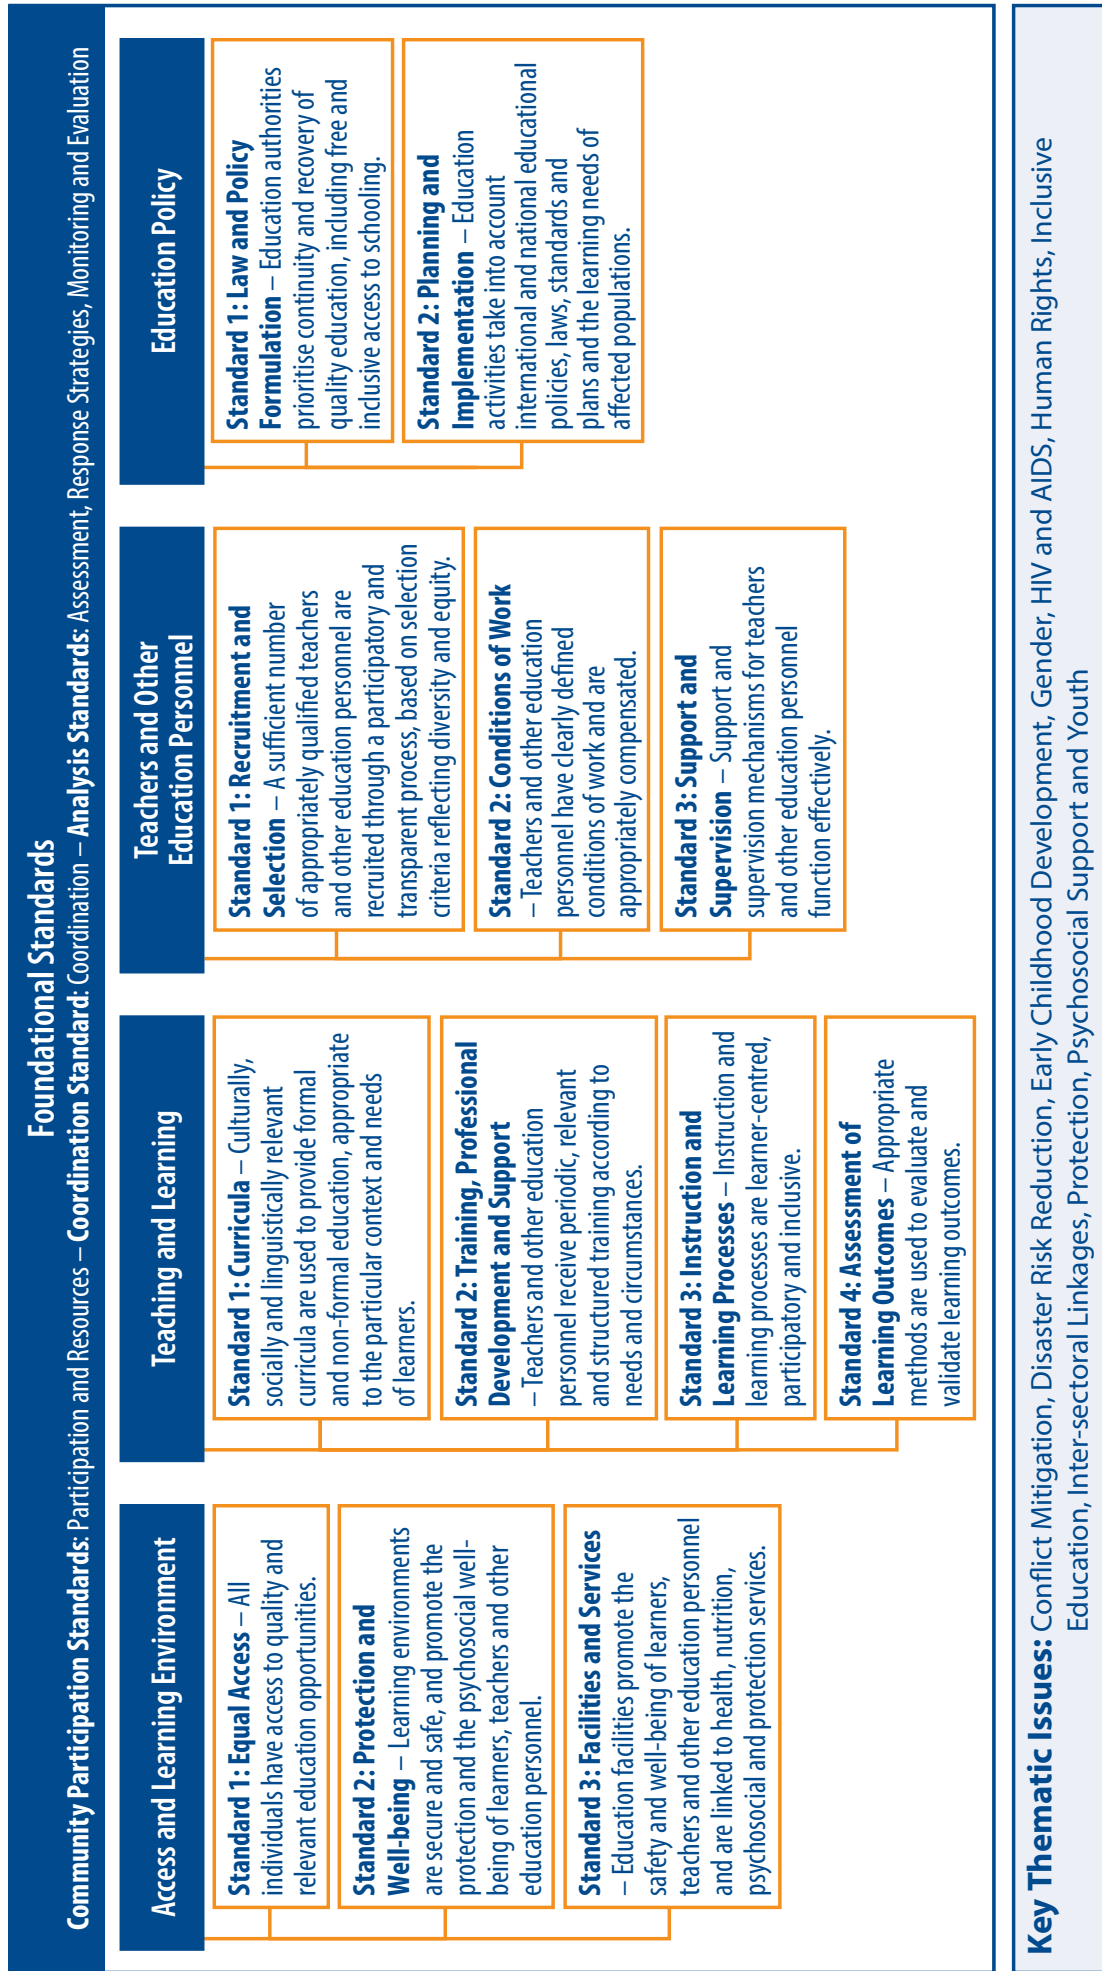 Foundational Standards
Community Participation Standards: Participation and Resources – Coordination Standard: Coordination – Analysis Standards: Assessment, Response Strategies, Monitoring and Evaluation
Access and Learning Environment
Standard 1: Equal Access – All
individuals have access to quality and
relevant education opportunities.
Standard 2: Protection and
Well-being – Learning environments
are secure and safe, and promote the
protection and the psychosocial well-
being of learners, teachers and other
education personnel.
Standard 3: Facilities and Services
– Education facilities promote the
safety and well-being of learners,
teachers and other education personnel
and are linked to health, nutrition,
psychosocial and protection services.
Teaching and Learning
Standard 1: Curricula – Culturally,
socially and linguistically relevant
curricula are used to provide formal
and non-formal education, appropriate
to the particular context and needs
of learners.
Standard 2: Training, Professional
Development and Support
– Teachers and other education
personnel receive periodic, relevant
and structured training according to
needs and circumstances.
Standard 3: Instruction and
Learning Processes – Instruction and
learning processes are learner-centred,
participatory and inclusive.
Standard 4: Assessment of
Learning Outcomes – Appropriate
methods are used to evaluate and
validate learning outcomes.
Teachers and Other
Education Personnel
Standard 1: Recruitment and
Selection – A sufficient number
of appropriately qualified teachers
and other education personnel are
recruited through a participatory and
transparent process, based on selection
criteria reflecting diversity and equity.
Standard 2: Conditions of Work
– Teachers and other education
personnel have clearly defined
conditions of work and are
appropriately compensated.
Standard 3: Support and
Supervision – Support and
supervision mechanisms for teachers
and other education personnel
function effectively.
Education Policy
Standard 1: Law and Policy
Formulation – Education authorities
prioritise continuity and recovery of
quality education, including free and
inclusive access to schooling.
Standard 2: Planning and
Implementation – Education
activities take into account
international and national educational
policies, laws, standards and
plans and the learning needs of
affected populations.
Key Thematic Issues: Conflict Mitigation, Disaster Risk Reduction, Early Childhood Development, Gender, HIV and AIDS, Human Rights, Inclusive
Education, Inter-sectoral Linkages, Protection, Psychosocial Support and Youth